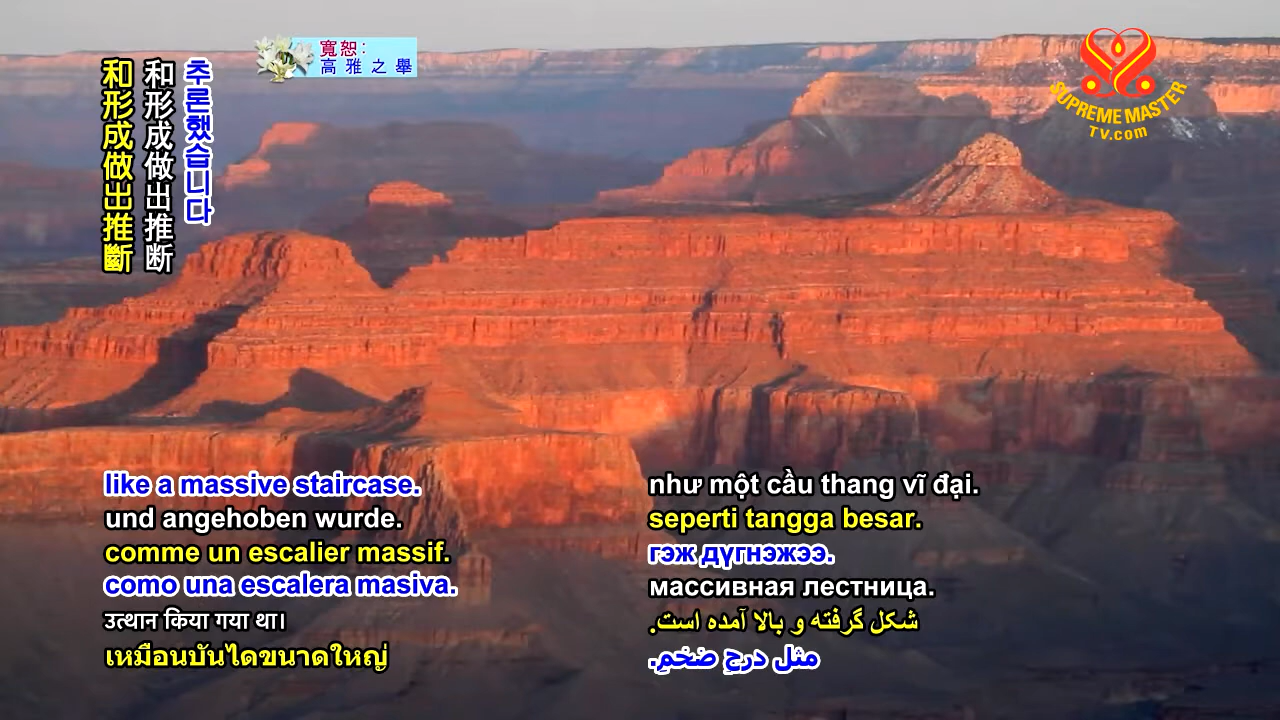 寬恕:
高雅之舉
SUPREME MASTER
TV.com
추론했습니다
和形成做出推断
和形成做出推斷
like a massive staircase.
und angehoben wurde.
comme un escalier massif.
como una escalera masiva.
उत्थान किया गया था।
เหมือนบันไดขนาดใหญ่
như một cầu thang vĩ đại.
seperti tangga besar.
гэж дүгнэжээ.
массивная лестница.
شکل گرفته و بالا آمده است.
مثل درجٍ ضخمٍ.